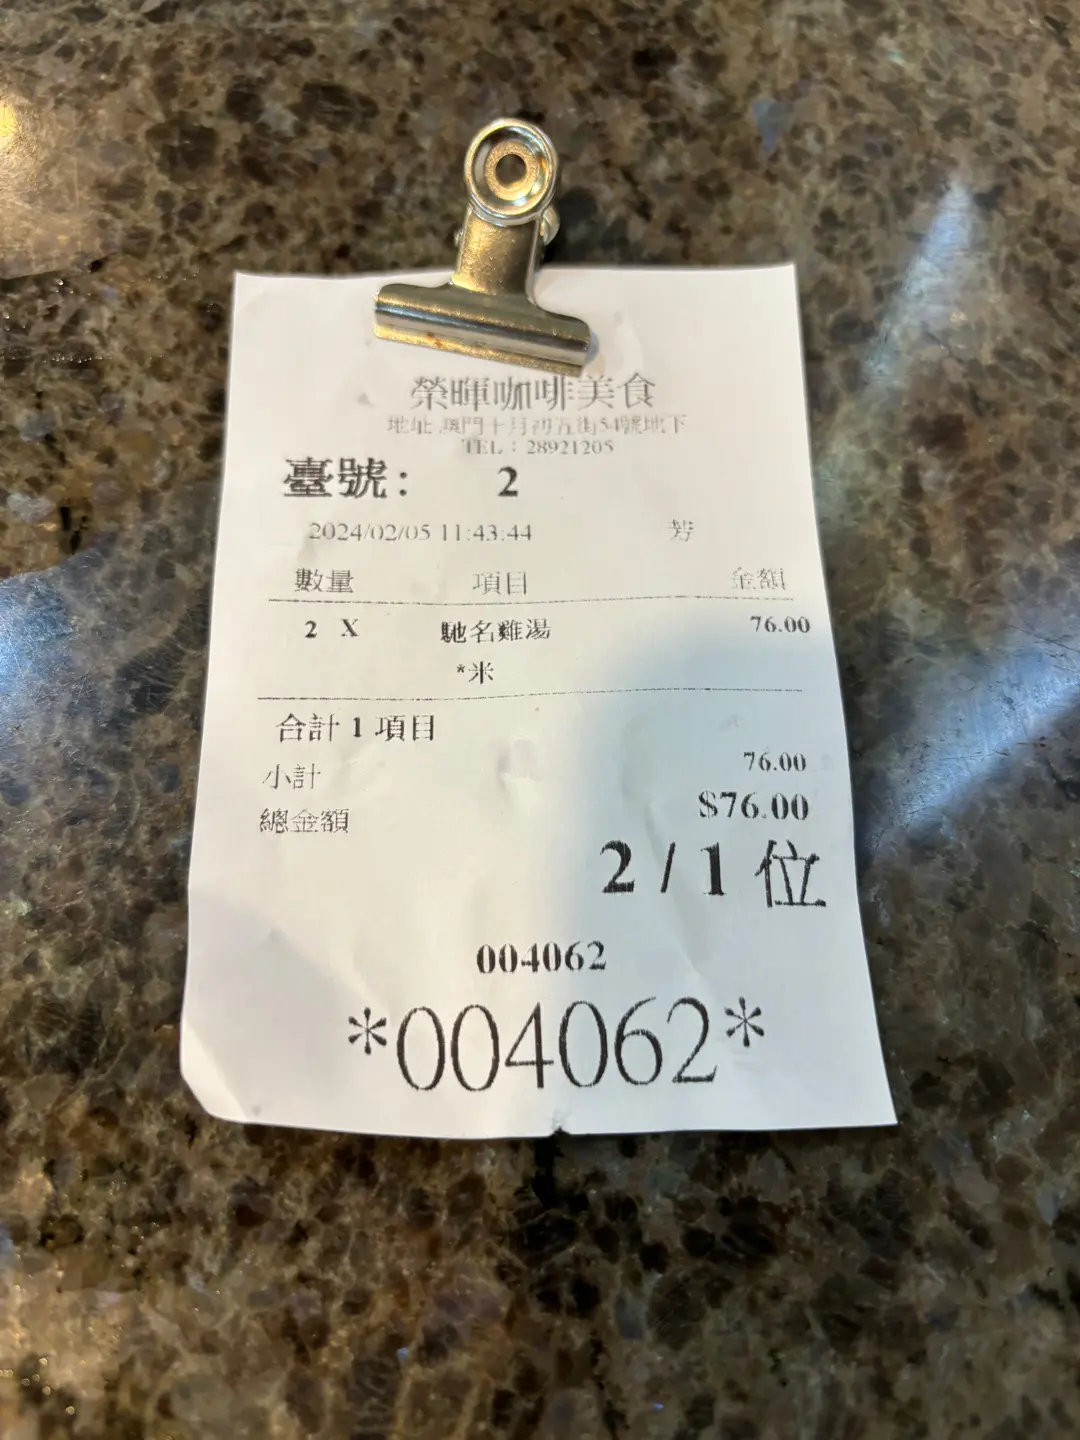 榮暉咖啡美食
地址 澳門十月初五街54號地下
TEL : 28921205
臺號: 2
2024/02/05 11:43:44 芳
數量 項目 金額
2 X 馳名雞湯 76.00
*米
合計 1 項目
小計 76.00
總金額 $76.00
2 / 1 位
004062
*004062*